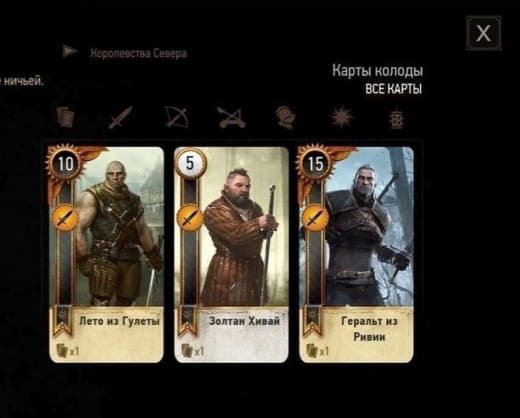 X
Королевства Севера
е ничьей.
Карты колоды
ВСЕ КАРТЫ
10
5
15
Лето из Гулеты
Золтан Хивай
Геральт из
Ривии
x1
x1
x1